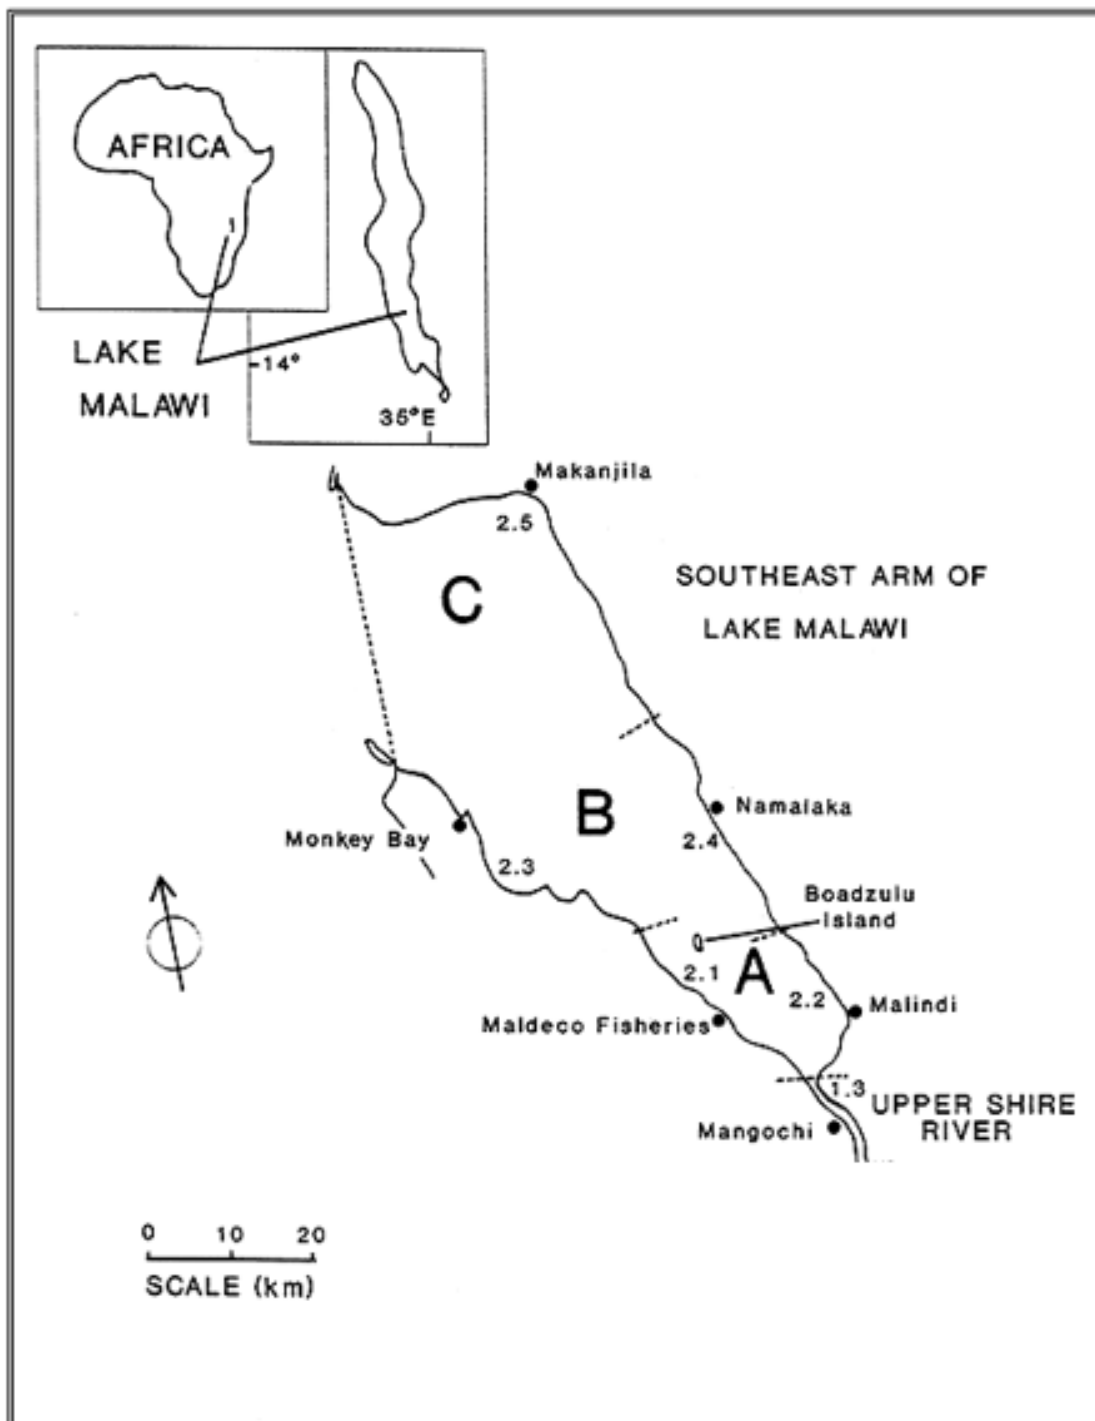 AFRICA
1
LAKE
MALAWI
14°
35°E
Makanjila
2.5
C
SOUTHEAST ARM OF
LAKE MALAWI
B
Namalaka
Monkey Bay
2.4
2.3
Boadzulu
Island
A
2.1
2.2
Malindi
Maldeco Fisheries
1.3
UPPER SHIRE
RIVER
Mangochi
0 10 20
SCALE (km)